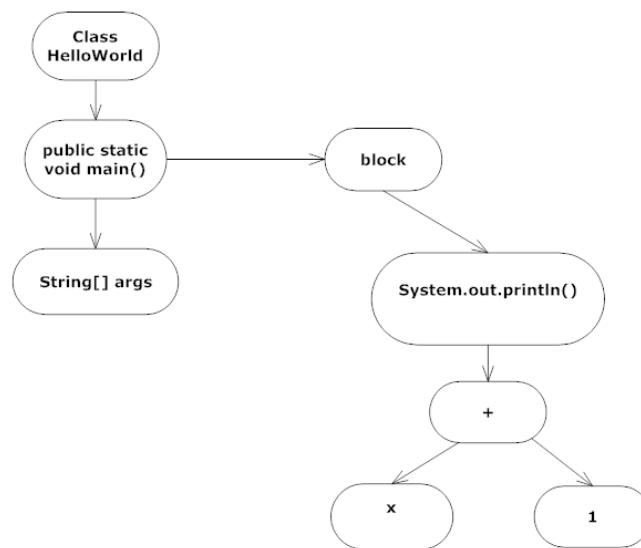 Class
HelloWorld
public static
void main()
block
String[] args
System.out.println()
+
x
1